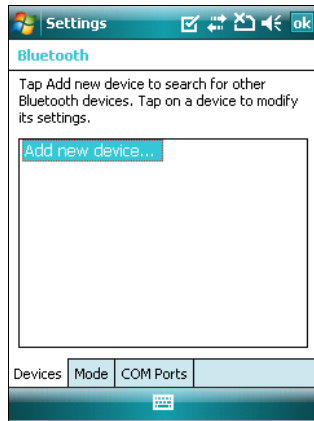 Settings
ok
Bluetooth
Tap Add new device to search for other
Bluetooth devices. Tap on a device to modify
its settings.
Add new device...
Devices Mode COM Ports